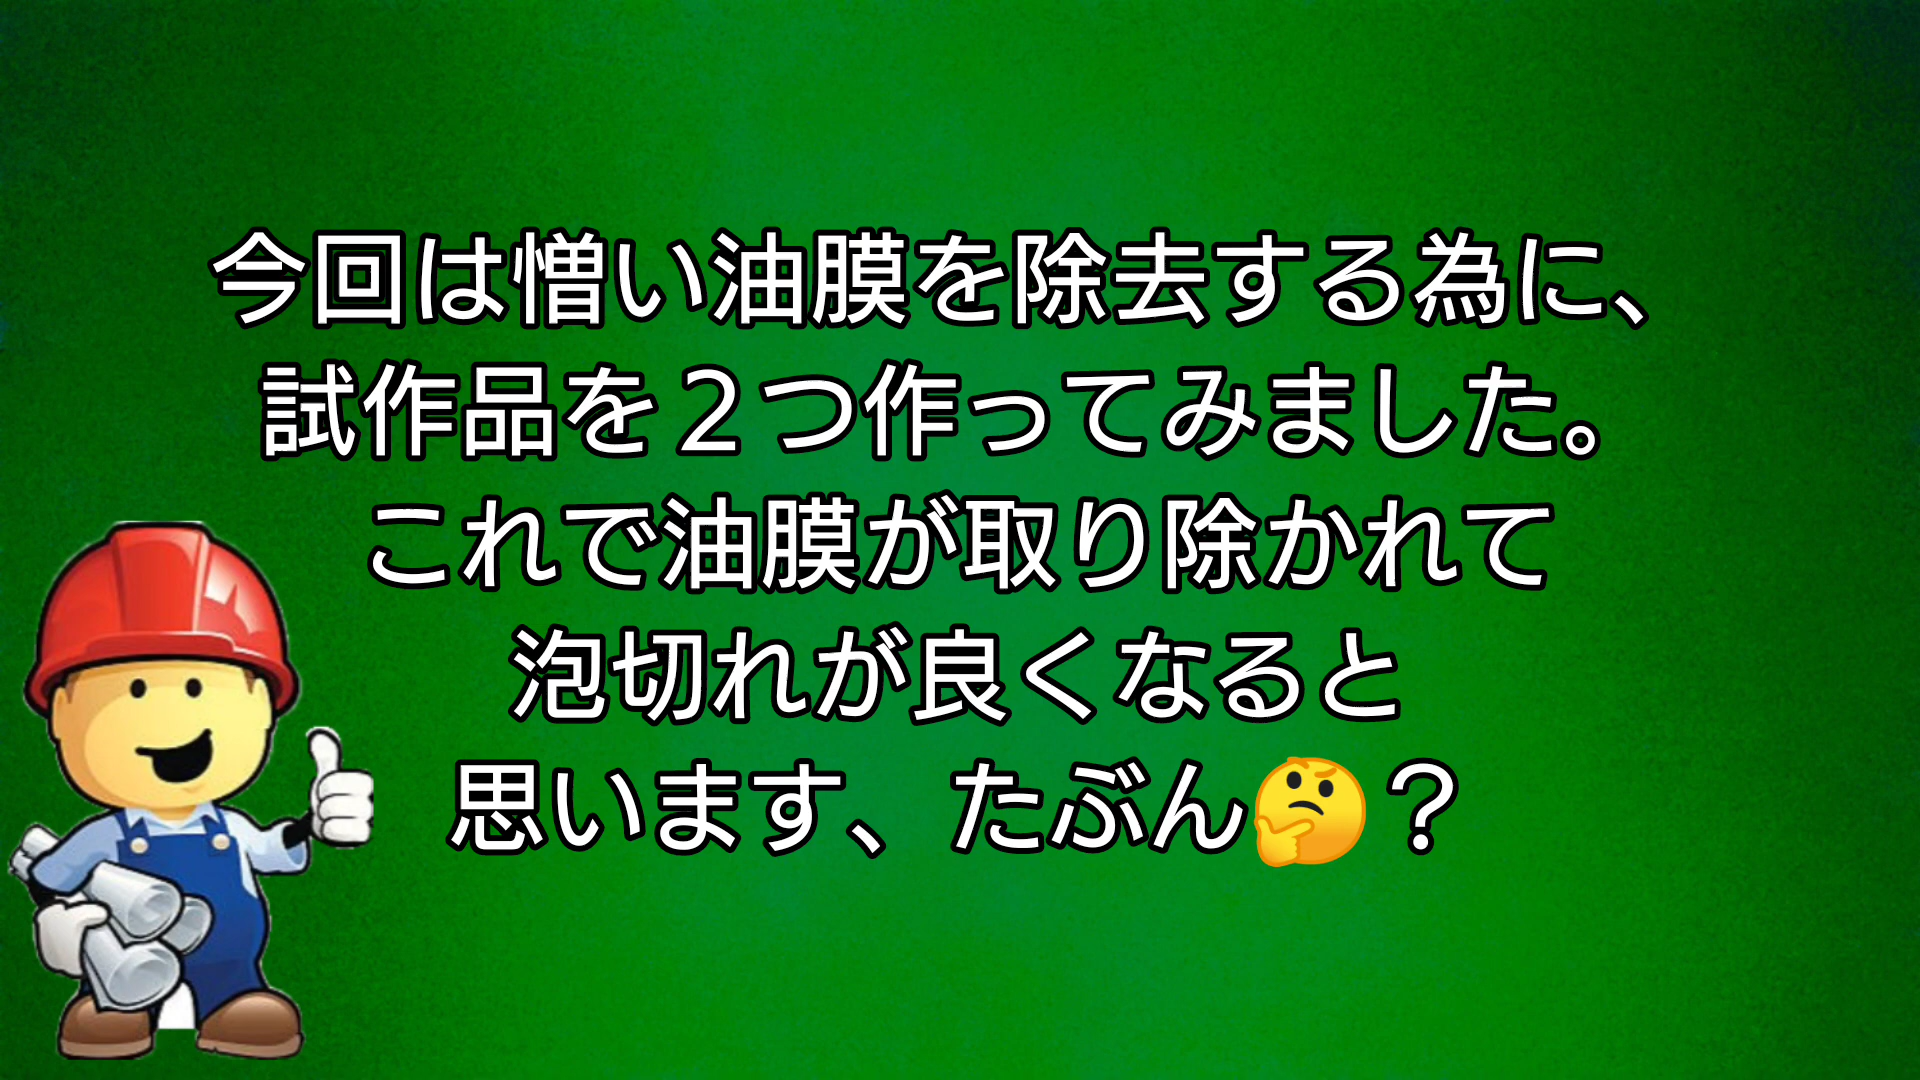 今回は憎い油膜を除去する為に、
試作品を２つ作ってみました。
これで油膜が取り除かれて
泡切れが良くなると
思います、たぶん🤔？